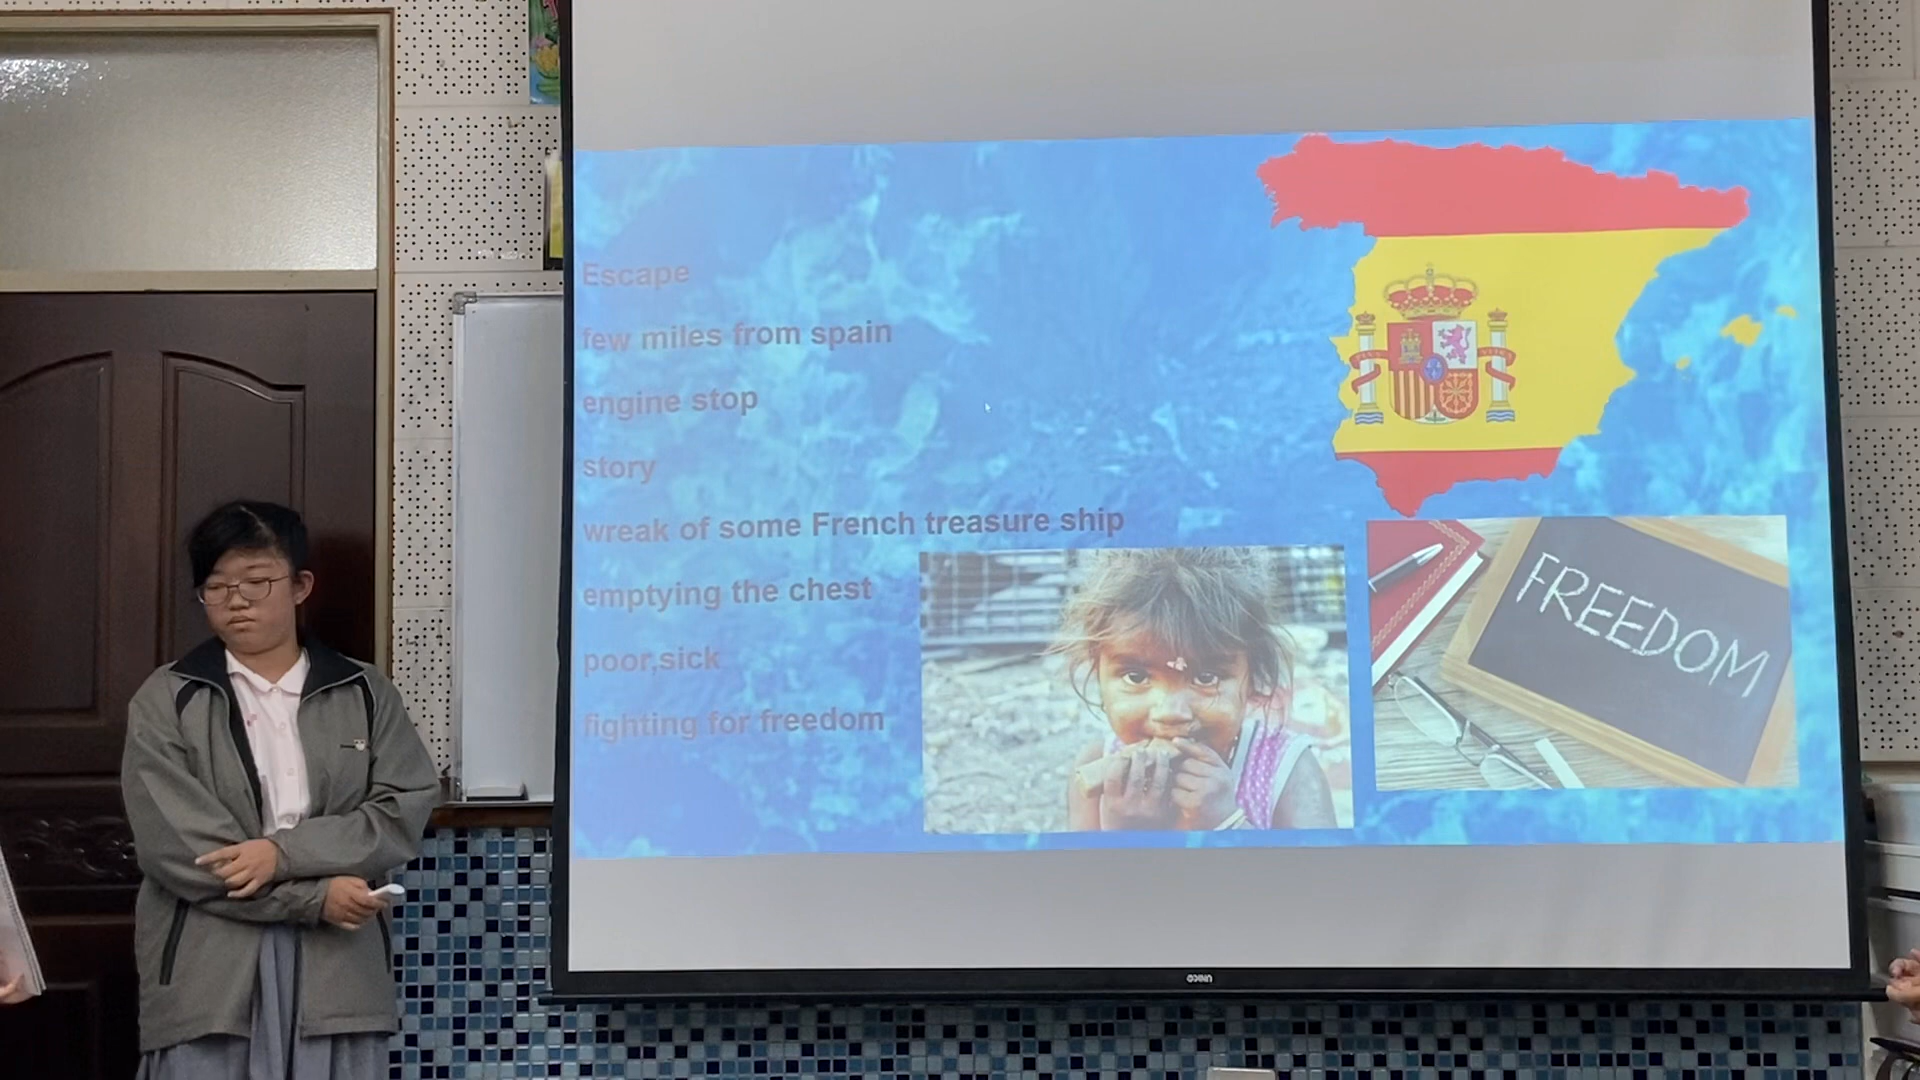 Escape
few miles from spain
engine stop
story
wreak of some French treasure ship
emptying the chest
poor,sick
fighting for freedom
FREEDOM